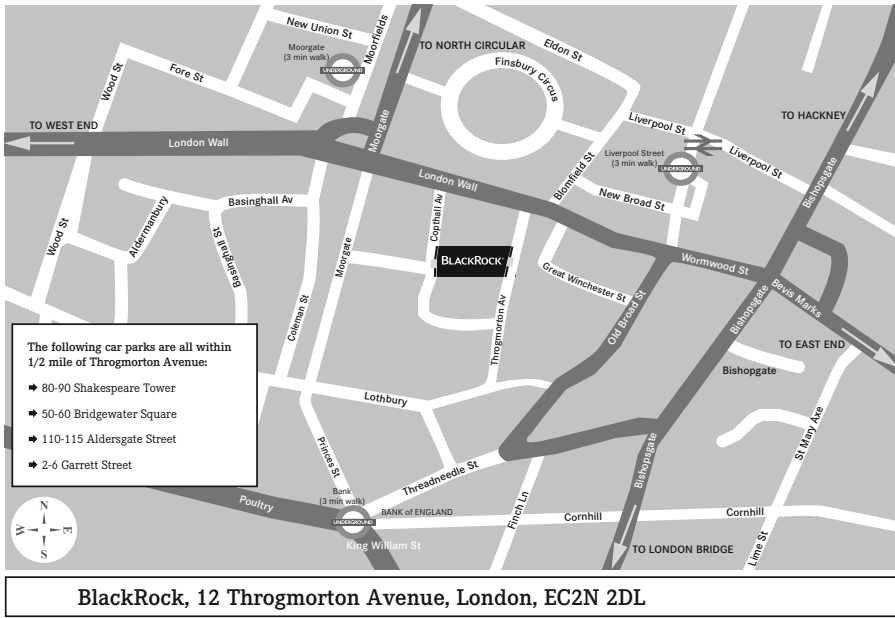 New Union St
Moorfields
Moorgate
(3 min walk)
UNDERGROUND
TO NORTH CIRCULAR
Eldon St
Finsbury Circus
Wood St
Fore St
TO HACKNEY
TO WEST END
London Wall
Moorgate
Liverpool St
Liverpool Street
(3 min walk)
UNDERGROUND
Liverpool St
Bishopsgate
London Wall
Blomfield St
New Broad St
Basinghall Av
Aldermanbury
Copthall Av
Wood St
Basinghall St
Moorgate
BLACKROCK
Great Winchester St
Wormwood St
Bevis Marks
Coleman St
Throgmorton Av
Old Broad St
Bishopsgate
TO EAST END
Bishopgate
The following car parks are all within
1/2 mile of Throgmorton Avenue:
80-90 Shakespeare Tower
50-60 Bridgewater Square
110-115 Aldersgate Street
2-6 Garrett Street
Lothbury
St Mary Axe
Princes St
Threadneedle St
Bishopsgate
Poultry
Bank
(3 min walk)
UNDERGROUND
BANK of ENGLAND
Finch Ln
Cornhill
Cornhill
King William St
TO LONDON BRIDGE
Lime St
N
W
E
S
BlackRock, 12 Throgmorton Avenue, London, EC2N 2DL